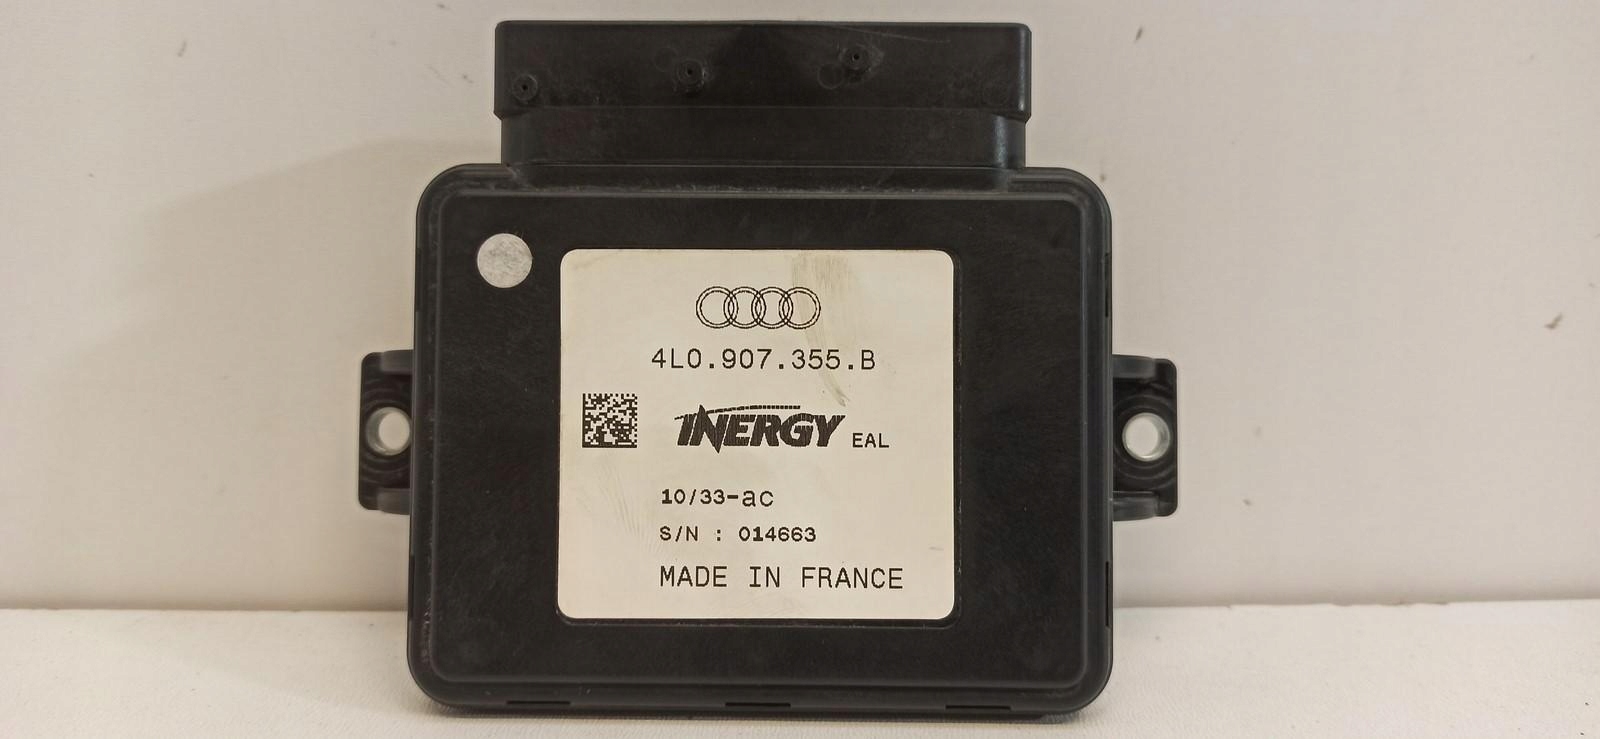 4L0.907.355.B
INERGY EAL
10/33-ac
S/N : 014663
MADE IN FRANCE